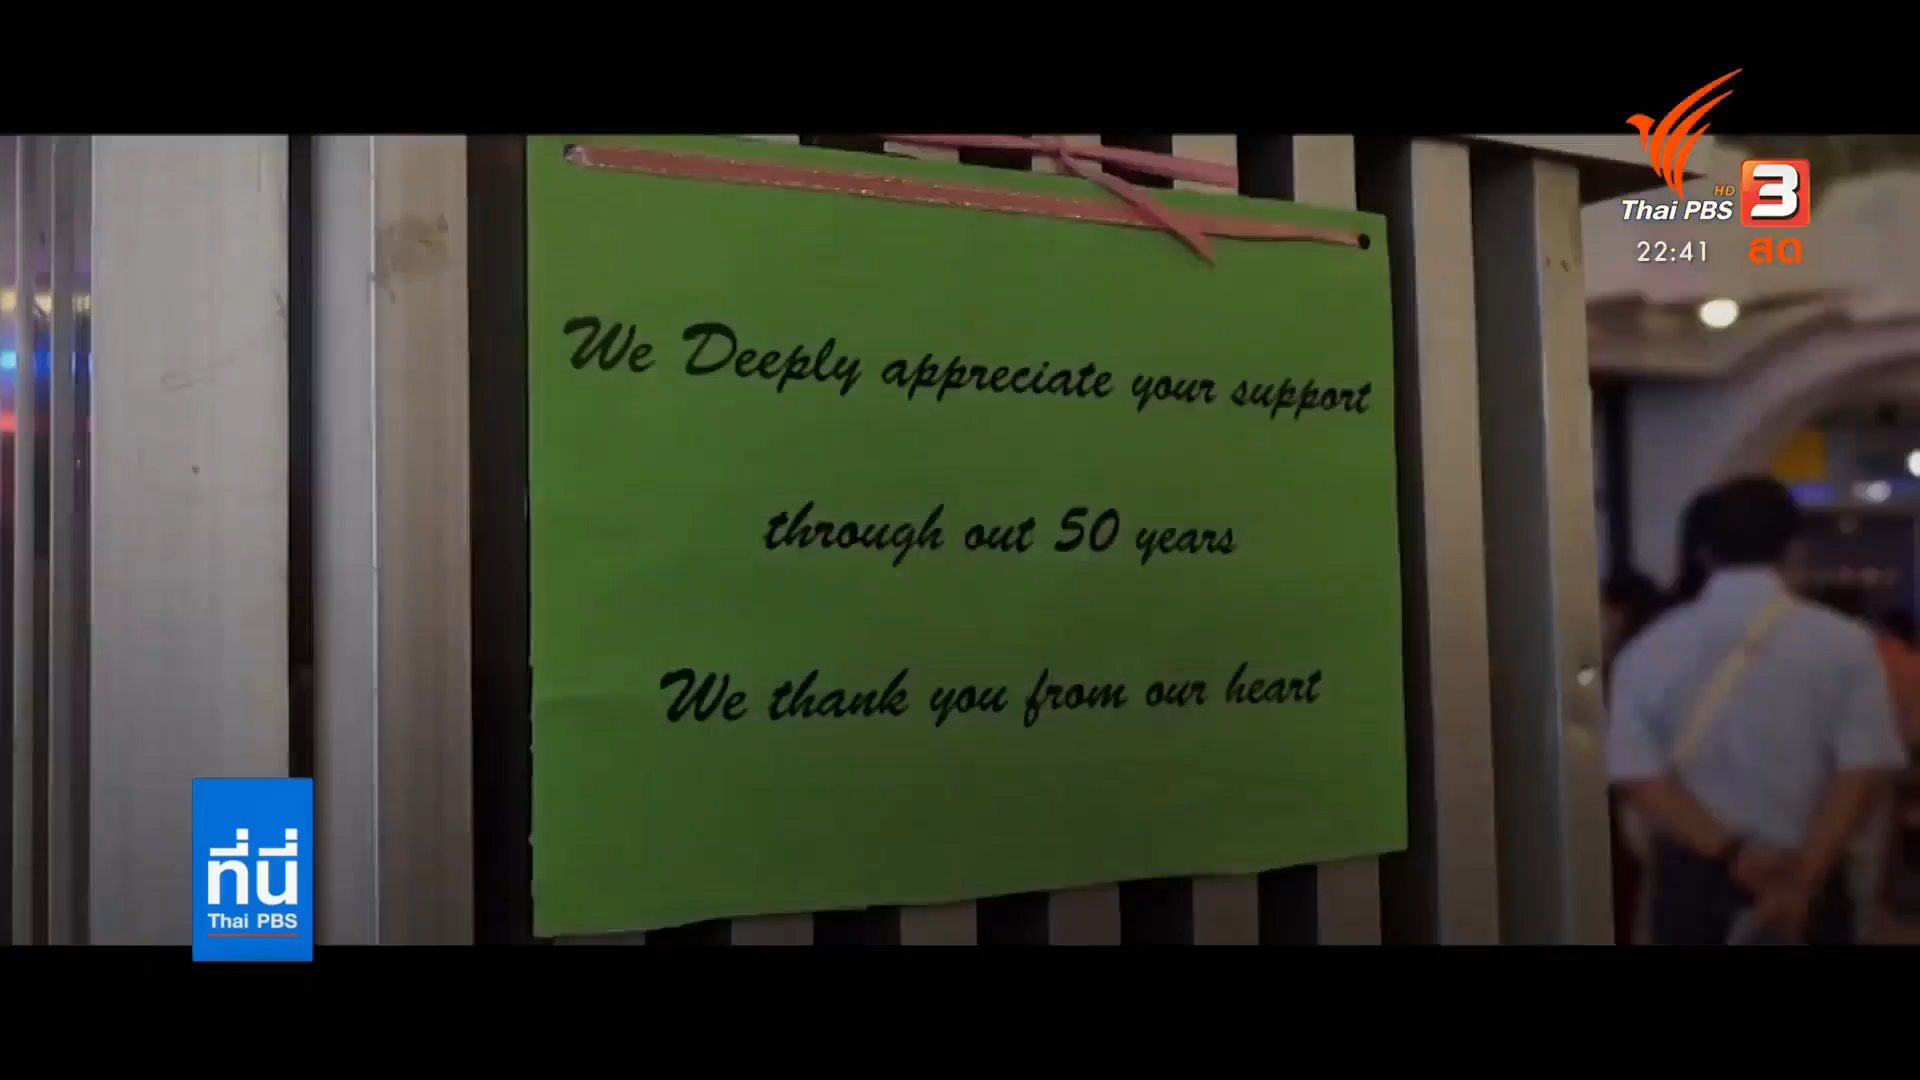 HD
Thai PBS 3
22:41 สด
We Deeply appreciate your support
through out 50 years
We thank you from our heart
ที่นี่
Thai PBS